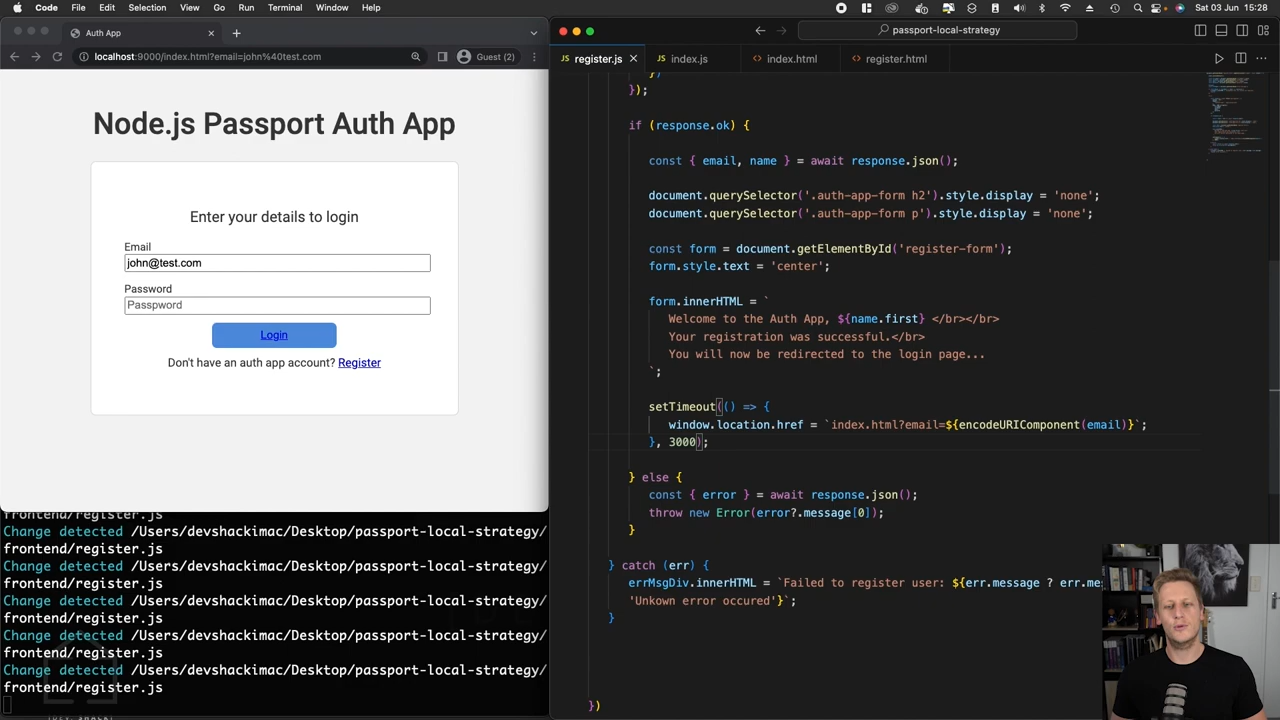 Code File Edit Selection View Go Run Terminal Window Help
Sat 03 Jun 15:28
Auth App
localhost:9000/index.html?email=john%40test.com
Guest (2)
Node.js Passport Auth App
Enter your details to login
Email
john@test.com
Password
Passpword
Login
Don't have an auth app account? Register
frontend/register.js
Change detected /Users/devshackimac/Desktop/passport-local-strategy/
frontend/register.js
Change detected /Users/devshackimac/Desktop/passport-local-strategy/
frontend/register.js
Change detected /Users/devshackimac/Desktop/passport-local-strategy/
frontend/register.js
Change detected /Users/devshackimac/Desktop/passport-local-strategy/
frontend/register.js
Change detected /Users/devshackimac/Desktop/passport-local-strategy/
frontend/register.js
passport-local-strategy
register.js
index.js
index.html
register.html
})
});
if (response.ok) {
const { email, name } = await response.json();
document.querySelector('.auth-app-form h2').style.display = 'none';
document.querySelector('.auth-app-form p').style.display = 'none';
const form = document.getElementById('register-form');
form.style.text = 'center';
form.innerHTML = `
Welcome to the Auth App, ${name.first} </br></br>
Your registration was successful.</br>
You will now be redirected to the login page...
`;
setTimeout(() => {
window.location.href = `index.html?email=${encodeURIComponent(email)}`;
}, 3000);
} else {
const { error } = await response.json();
throw new Error(error?.message[0]);
}
} catch (err) {
errMsgDiv.innerHTML = `Failed to register user: ${err.message ? err.me
'Unkown error occured'}`;
}
})